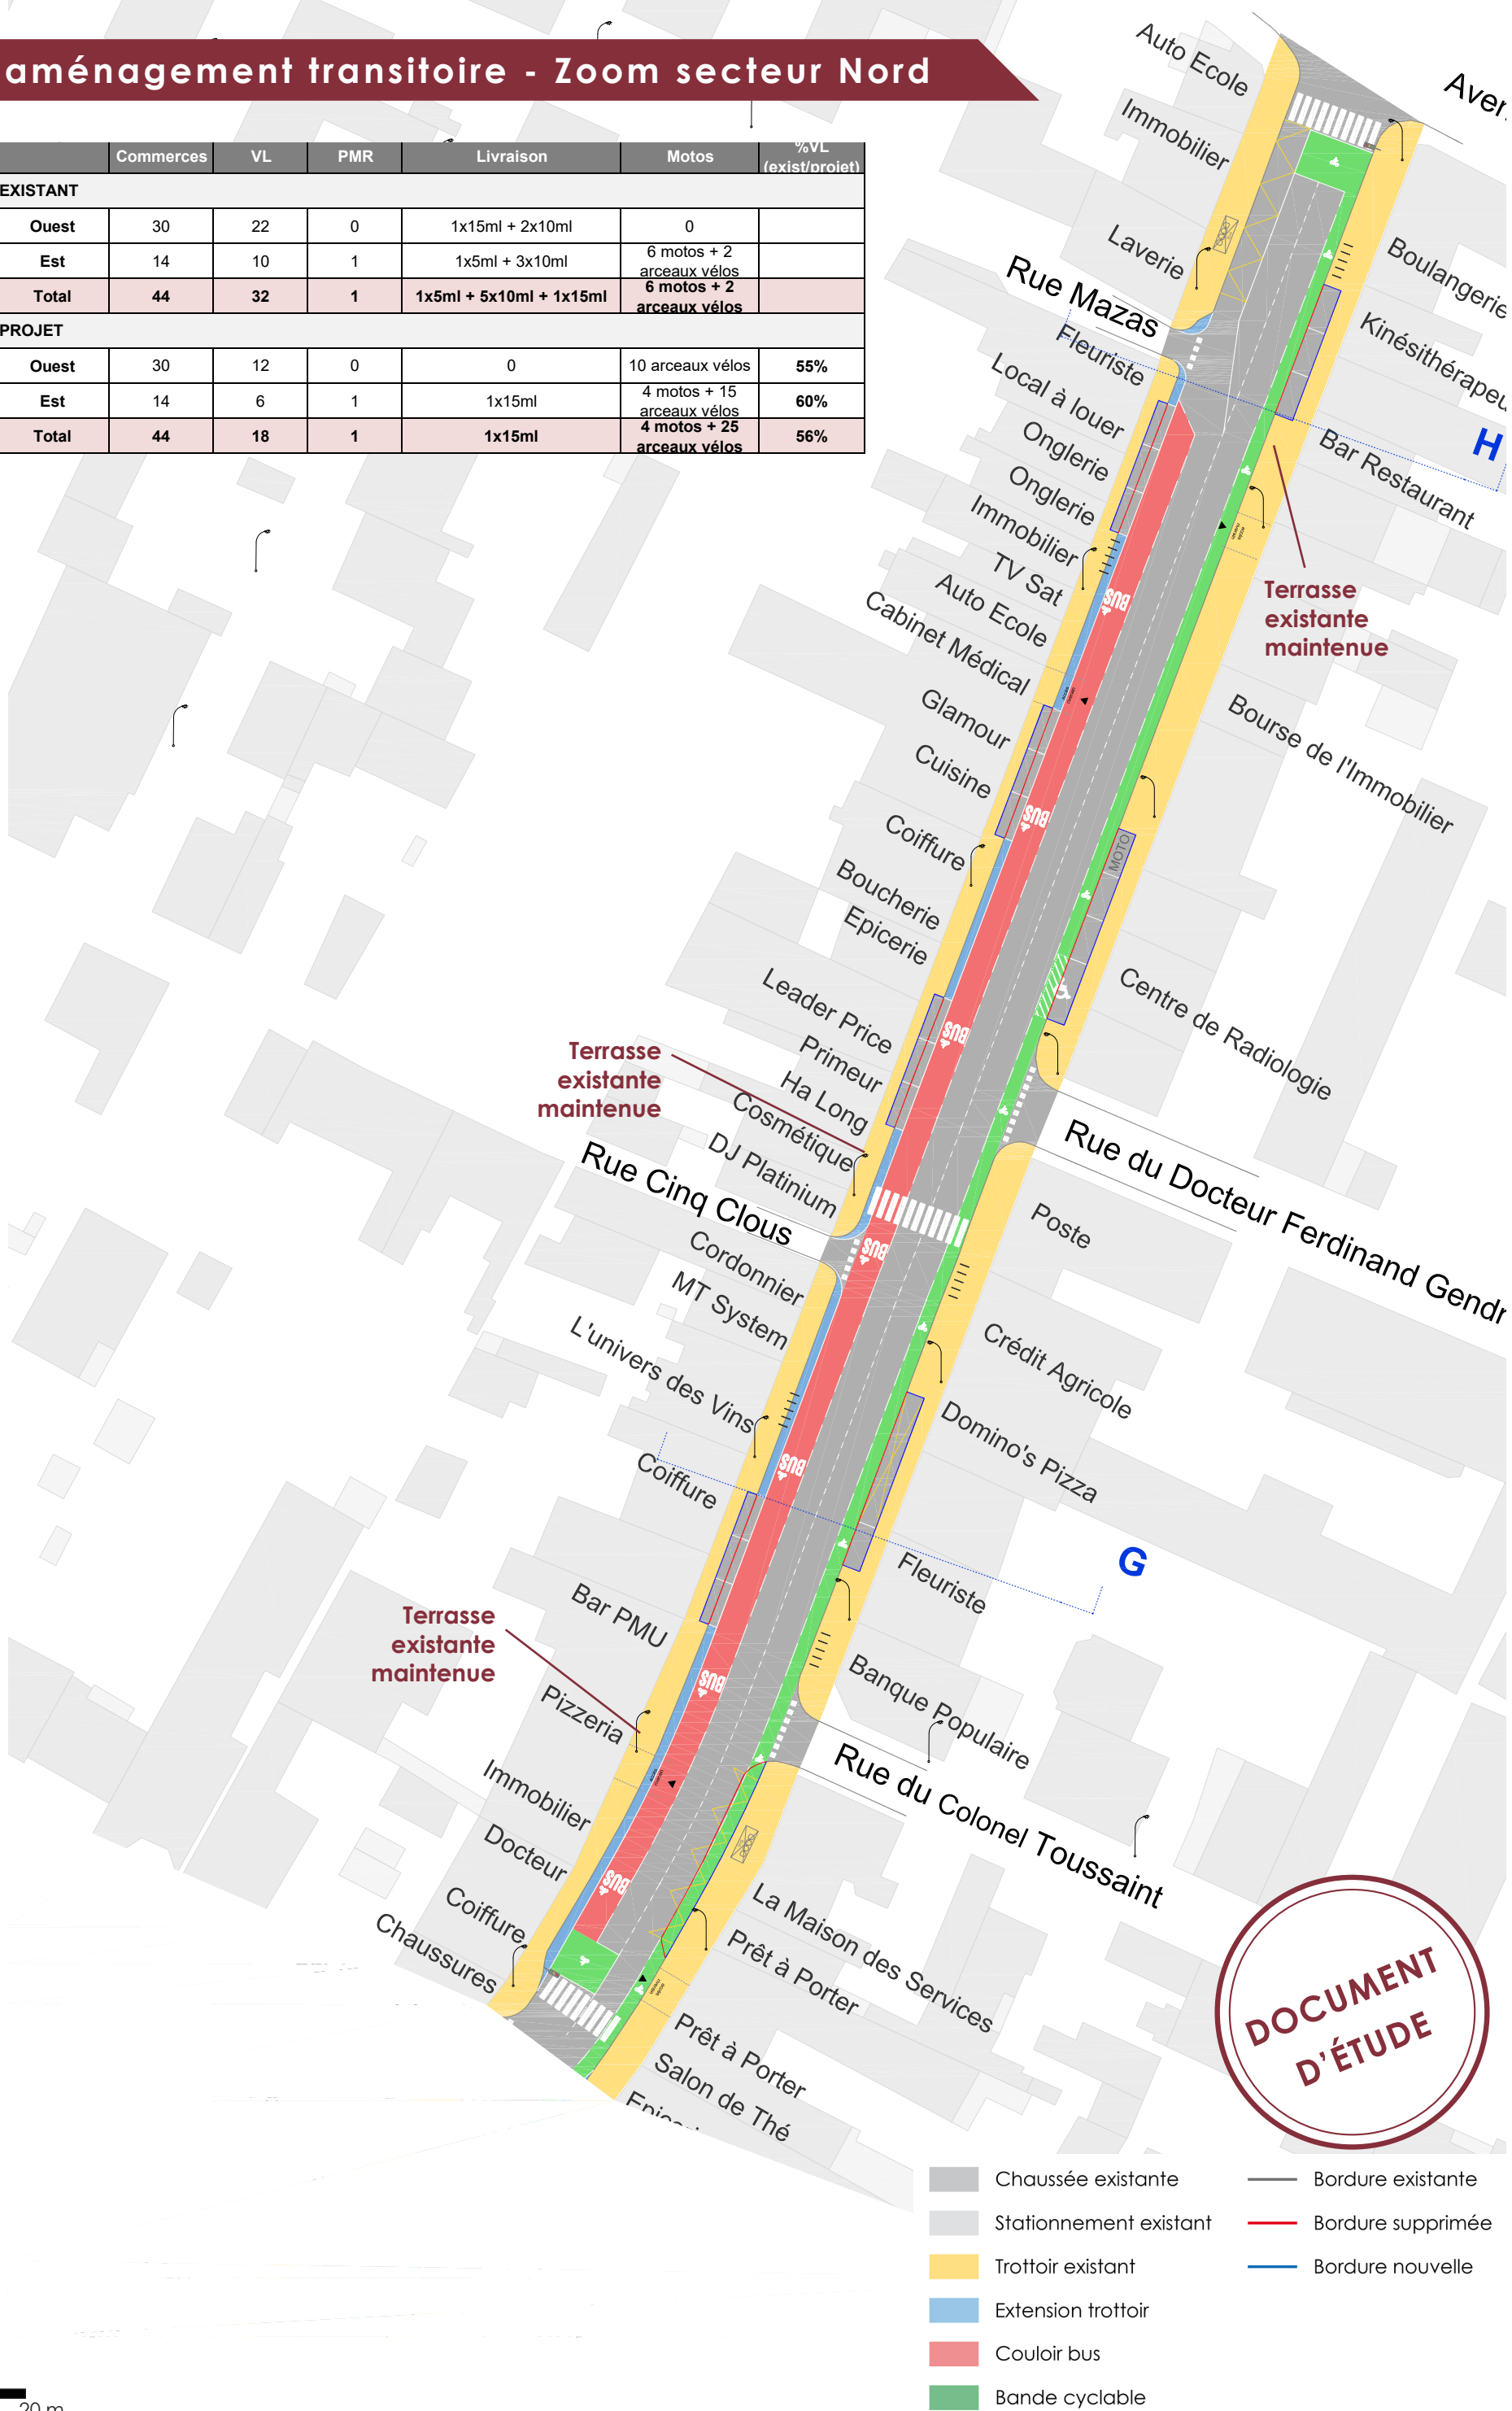 aménagement transitoire - Zoom secteur Nord
Commerces VL PMR Livraison Motos %VL (exist/projet)
EXISTANT
Ouest 30 22 0 1x15ml + 2x10ml 0
Est 14 10 1 1x5ml + 3x10ml 6 motos + 2 arceaux vélos
Total 44 32 1 1x5ml + 5x10ml + 1x15ml 6 motos + 2 arceaux vélos
PROJET
Ouest 30 12 0 0 10 arceaux vélos 55%
Est 14 6 1 1x15ml 4 motos + 15 arceaux vélos 60%
Total 44 18 1 1x15ml 4 motos + 25 arceaux vélos 56%
Auto Ecole
Immobilier
Laverie
Rue Mazas
Fleuriste
Local à louer
Onglerie
Onglerie
Immobilier
TV Sat
Auto Ecole
Cabinet Médical
Glamour
Cuisine
Coiffure
Boucherie
Epicerie
Leader Price
Primeur
Ha Long
Cosmétique
DJ Platinium
Terrasse
existante
maintenue
Rue Cinq Clous
Cordonnier
MT System
L'univers des Vins
Coiffure
Bar PMU
Terrasse
existante
maintenue
Pizzeria
Immobilier
Docteur
Coiffure
Chaussures
BUS
BUS
BUS
BUS
BUS
BUS
BUS
MOTO
Aven
Boulangerie
Kinésithérapeu
H
Bar Restaurant
Terrasse
existante
maintenue
Bourse de l'Immobilier
Centre de Radiologie
Rue du Docteur Ferdinand Gendr
Poste
Crédit Agricole
Domino's Pizza
G
Fleuriste
Banque Populaire
Rue du Colonel Toussaint
La Maison des Services
Prêt à Porter
Prêt à Porter
Salon de Thé
DOCUMENT
D'ÉTUDE
Chaussée existante
Stationnement existant
Trottoir existant
Extension trottoir
Couloir bus
Bande cyclable
Bordure existante
Bordure supprimée
Bordure nouvelle
20 m